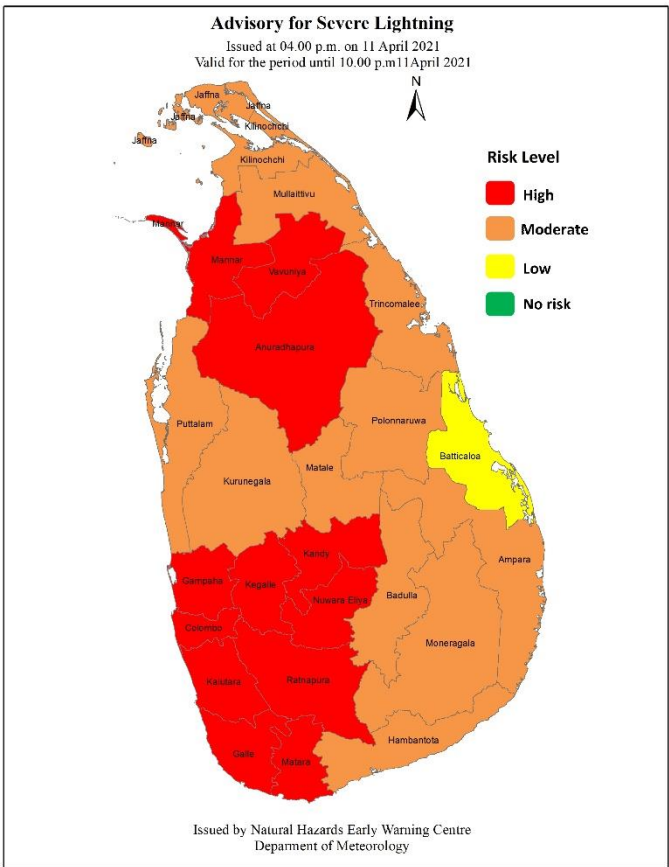 Advisory for Severe Lightning
Issued at 04.00 p.m. on 11 April 2021
Valid for the period until 10.00 p.m11April 2021
N
Jaffna
Jaffna
Jaffna
Kilinochchi
Jaffna
Kilinochchi
Mullaittivu
Mannar
Mannar
Vavuniya
Trincomalee
Anuradhapura
Risk Level
High
Moderate
Low
No risk
Puttalam
Polonnaruwa
Batticaloa
Kurunegala
Matale
Kandy
Ampara
Gampaha
Kegalle
Nuwara Eliya
Badulla
Colombo
Moneragala
Kalutara
Ratnapura
Hambantota
Galle
Matara
Issued by Natural Hazards Early Warning Centre
Deparment of Meteorology